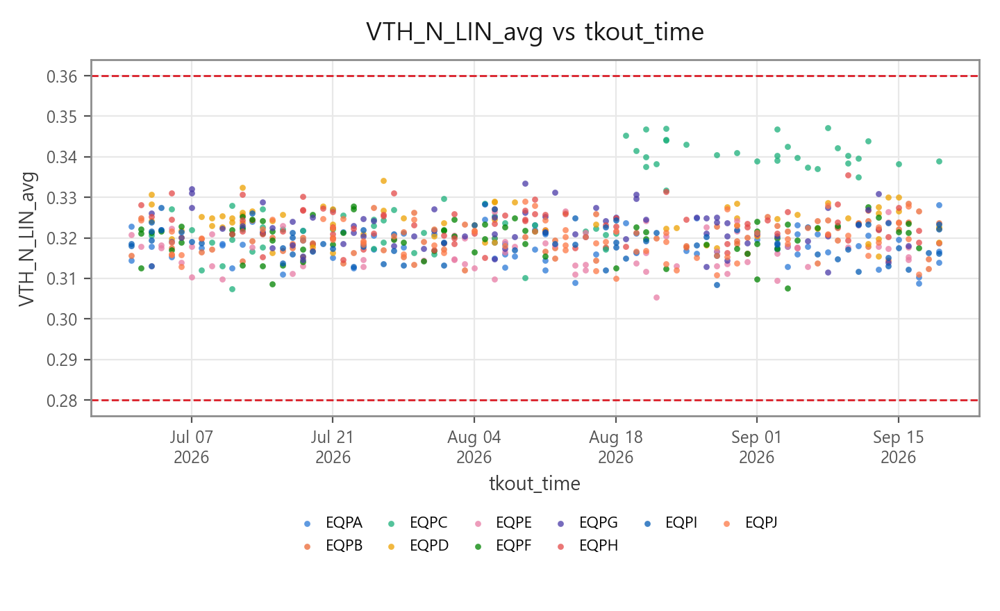 VTH_N_LIN_avg vs tkout_time
VTH_N_LIN_avg
0.36
0.35
0.34
0.33
0.32
0.31
0.30
0.29
0.28
Jul 07
2026
Jul 21
2026
Aug 04
2026
Aug 18
2026
Sep 01
2026
Sep 15
2026
tkout_time
EQPA EQPC EQPE EQPG EQPI EQPJ
EQPB EQPD EQPF EQPH